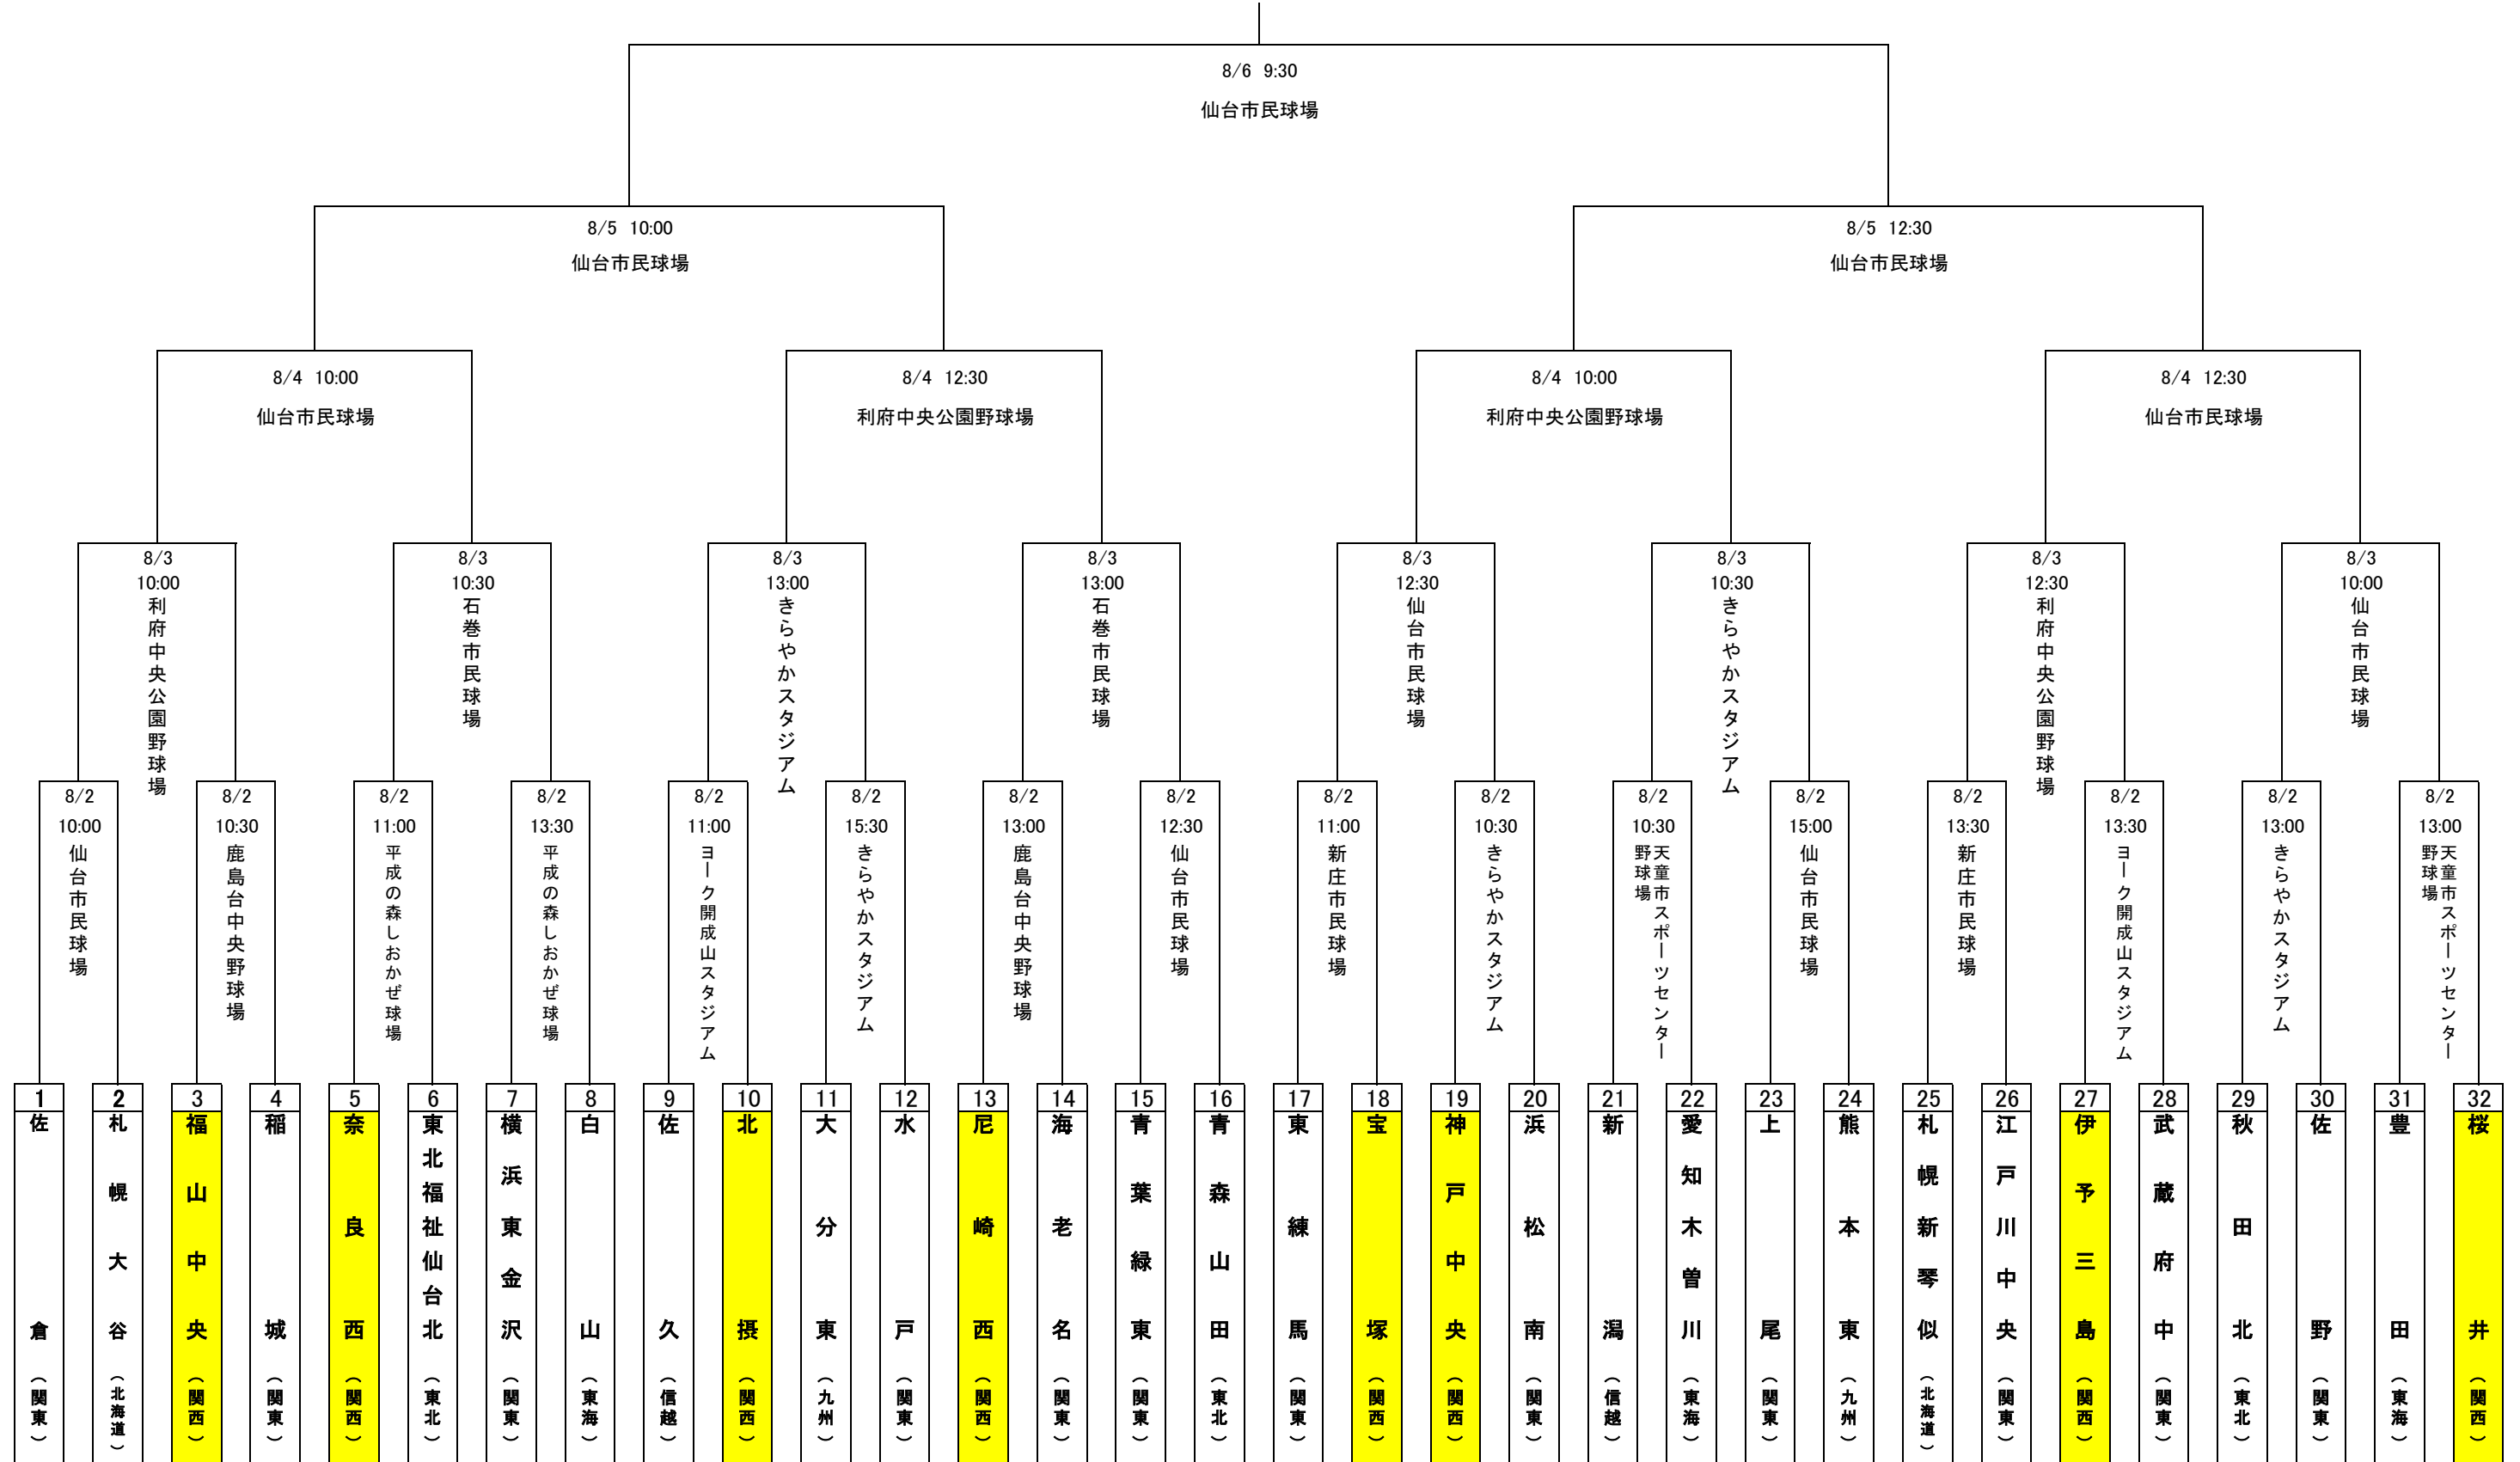 8/6 9:30
仙台市民球場
8/5 10:00
仙台市民球場
8/5 12:30
仙台市民球場
8/4 10:00
仙台市民球場
8/4 12:30
利府中央公園野球場
8/4 10:00
利府中央公園野球場
8/4 12:30
仙台市民球場
8/3
10:00
利府中央公園野球場
8/3
10:30
石巻市民球場
8/3
13:00
きらやかスタジアム
8/3
13:00
石巻市民球場
8/3
12:30
仙台市民球場
8/3
10:30
きらやかスタジアム
8/3
12:30
利府中央公園野球場
8/3
10:00
仙台市民球場
8/2
10:00
仙台市民球場
8/2
10:30
鹿島台中央野球場
8/2
11:00
平成の森しおかぜ球場
8/2
13:30
平成の森しおかぜ球場
8/2
11:00
ヨーク開成山スタジアム
8/2
15:30
きらやかスタジアム
8/2
13:00
鹿島台中央野球場
8/2
12:30
仙台市民球場
8/2
11:00
新庄市民球場
8/2
10:30
きらやかスタジアム
8/2
10:30
天童市スポーツセンター
野球場
8/2
15:00
仙台市民球場
8/2
13:30
新庄市民球場
8/2
13:30
ヨーク開成山スタジアム
8/2
13:00
きらやかスタジアム
8/2
13:00
天童市スポーツセンター
野球場
1
佐倉（関東）
2
札幌大谷（北海道）
3
福山中央（関西）
4
稲城（関東）
5
奈良西（関西）
6
東北福祉仙台北（東北）
7
横浜東金沢（関東）
8
白山（東海）
9
佐久（信越）
10
北摂（関西）
11
大分東（九州）
12
水戸（関東）
13
尼崎西（関西）
14
海老名（関東）
15
青葉緑東（関東）
16
青森山田（東北）
17
東練馬（関東）
18
宝塚（関西）
19
神戸中央（関西）
20
浜松南（関東）
21
新潟（信越）
22
愛知木曽川（東海）
23
上尾（関東）
24
熊本東（九州）
25
札幌新琴似（北海道）
26
江戸川中央（関東）
27
伊予三島（関西）
28
武蔵府中（関東）
29
秋田北（東北）
30
佐野（関東）
31
豊田（東海）
32
桜井（関西）